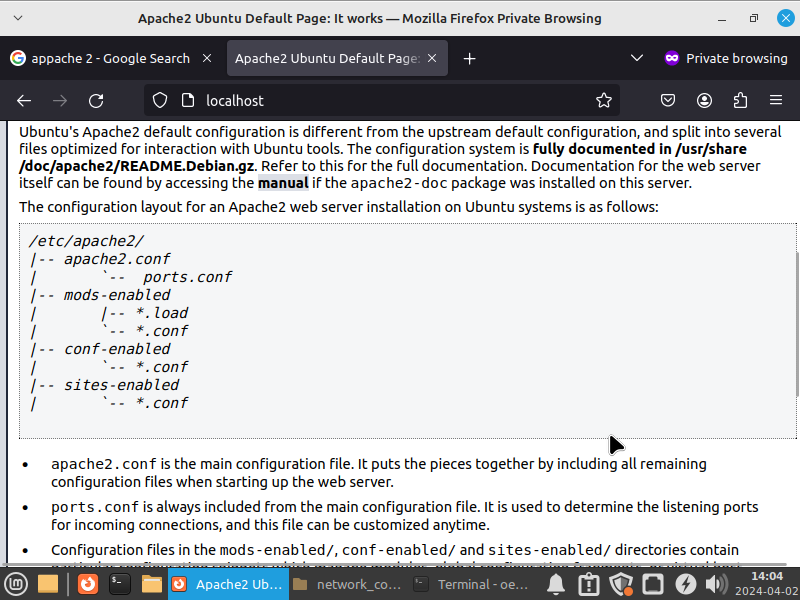 Apache2 Ubuntu Default Page: It works — Mozilla Firefox Private Browsing
appache 2 - Google Search
Apache2 Ubuntu Default Page:
Private browsing
localhost
Ubuntu's Apache2 default configuration is different from the upstream default configuration, and split into several
files optimized for interaction with Ubuntu tools. The configuration system is fully documented in /usr/share
/doc/apache2/README.Debian.gz. Refer to this for the full documentation. Documentation for the web server
itself can be found by accessing the manual if the apache2-doc package was installed on this server.
The configuration layout for an Apache2 web server installation on Ubuntu systems is as follows:
/etc/apache2/
|-- apache2.conf
|       `--  ports.conf
|-- mods-enabled
|       |-- *.load
|       `-- *.conf
|-- conf-enabled
|       `-- *.conf
|-- sites-enabled
|       `-- *.conf
• apache2.conf is the main configuration file. It puts the pieces together by including all remaining
configuration files when starting up the web server.
• ports.conf is always included from the main configuration file. It is used to determine the listening ports
for incoming connections, and this file can be customized anytime.
• Configuration files in the mods-enabled/, conf-enabled/ and sites-enabled/ directories contain
Apache2 Ub...
network_co...
Terminal - oe...
14:04
2024-04-02